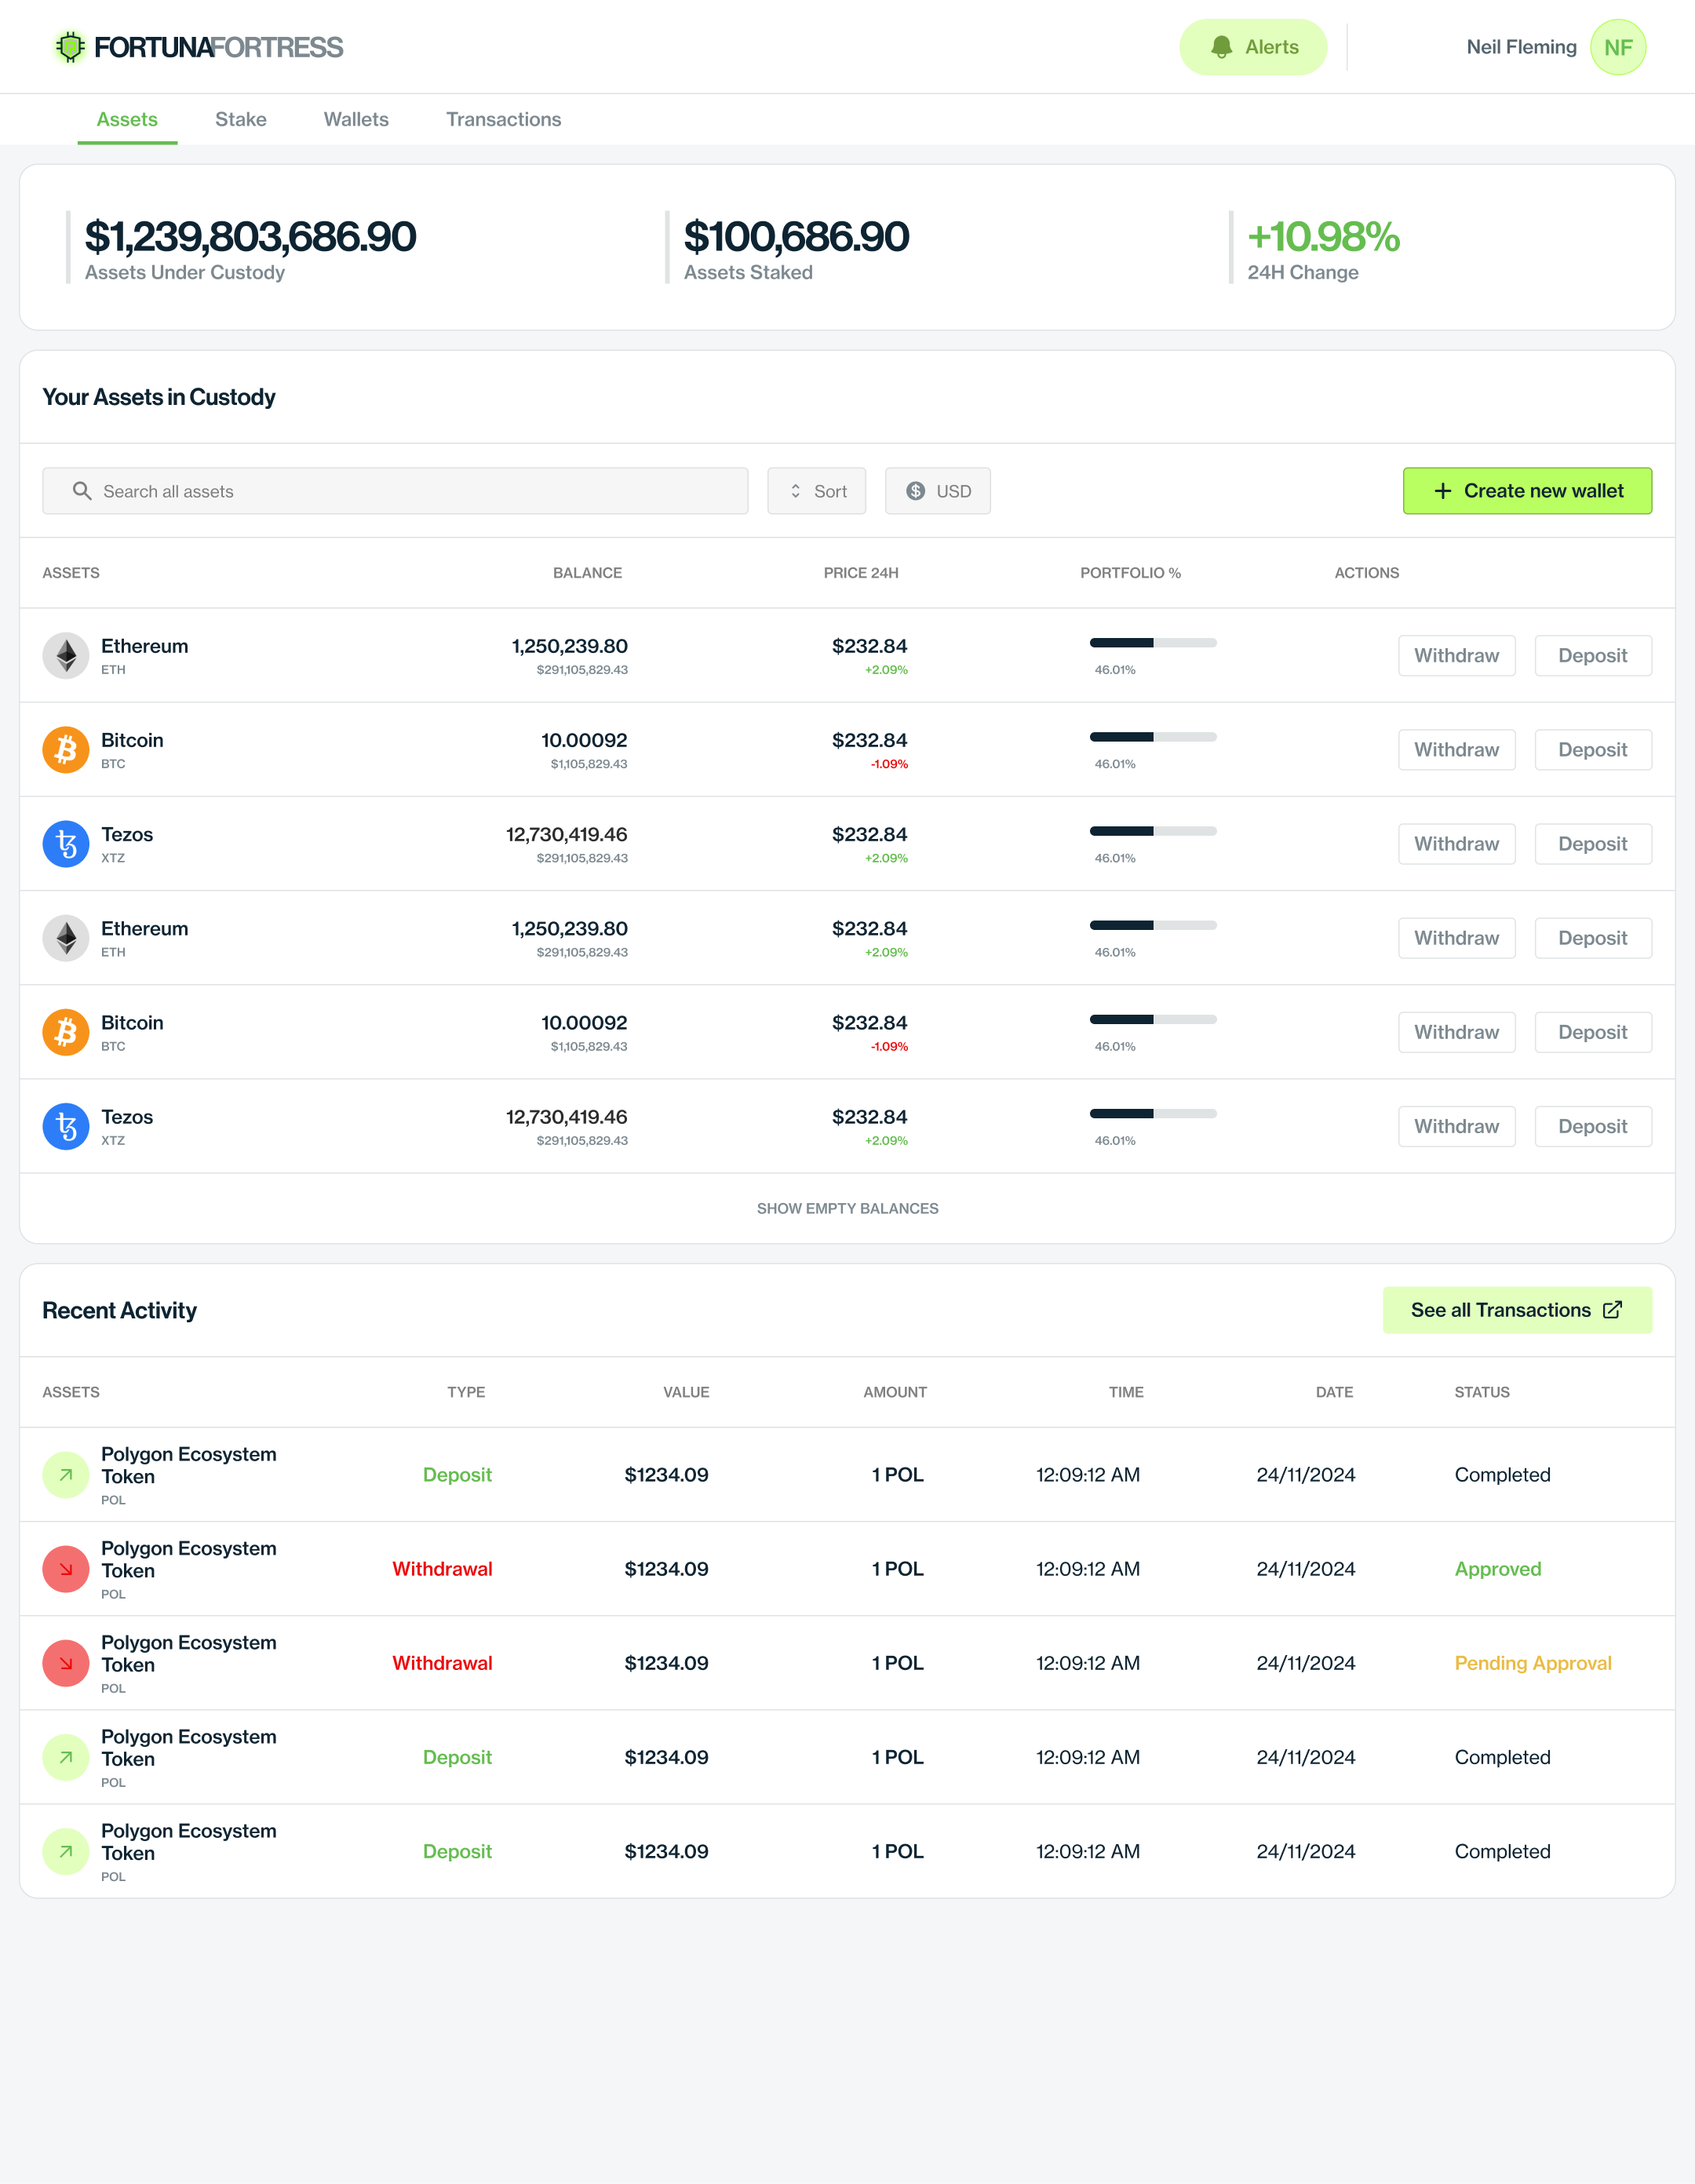 FORTUNAFORTRESS
Alerts
Neil Fleming
NF
Assets Stake Wallets Transactions
$1,239,803,686.90 $100,686.90 +10.98%
Assets Under Custody Assets Staked 24H Change
Your Assets in Custody
Search all assets Sort USD Create new wallet
ASSETS BALANCE PRICE 24H PORTFOLIO % ACTIONS
Ethereum 1,250,239.80 $232.84 Withdraw Deposit
ETH $291,105,829.43 +2.09% 46.01%
Bitcoin 10.00092 $232.84 Withdraw Deposit
BTC $1,105,829.43 -1.09% 46.01%
Tezos 12,730,419.46 $232.84 Withdraw Deposit
XTZ $291,105,829.43 +2.09% 46.01%
Ethereum 1,250,239.80 $232.84 Withdraw Deposit
ETH $291,105,829.43 +2.09% 46.01%
Bitcoin 10.00092 $232.84 Withdraw Deposit
BTC $1,105,829.43 -1.09% 46.01%
Tezos 12,730,419.46 $232.84 Withdraw Deposit
XTZ $291,105,829.43 +2.09% 46.01%
SHOW EMPTY BALANCES
Recent Activity See all Transactions
ASSETS TYPE VALUE AMOUNT TIME DATE STATUS
Polygon Ecosystem
Token Deposit $1234.09 1 POL 12:09:12 AM 24/11/2024 Completed
POL
Polygon Ecosystem
Token Withdrawal $1234.09 1 POL 12:09:12 AM 24/11/2024 Approved
POL
Polygon Ecosystem
Token Withdrawal $1234.09 1 POL 12:09:12 AM 24/11/2024 Pending Approval
POL
Polygon Ecosystem
Token Deposit $1234.09 1 POL 12:09:12 AM 24/11/2024 Completed
POL
Polygon Ecosystem
Token Deposit $1234.09 1 POL 12:09:12 AM 24/11/2024 Completed
POL